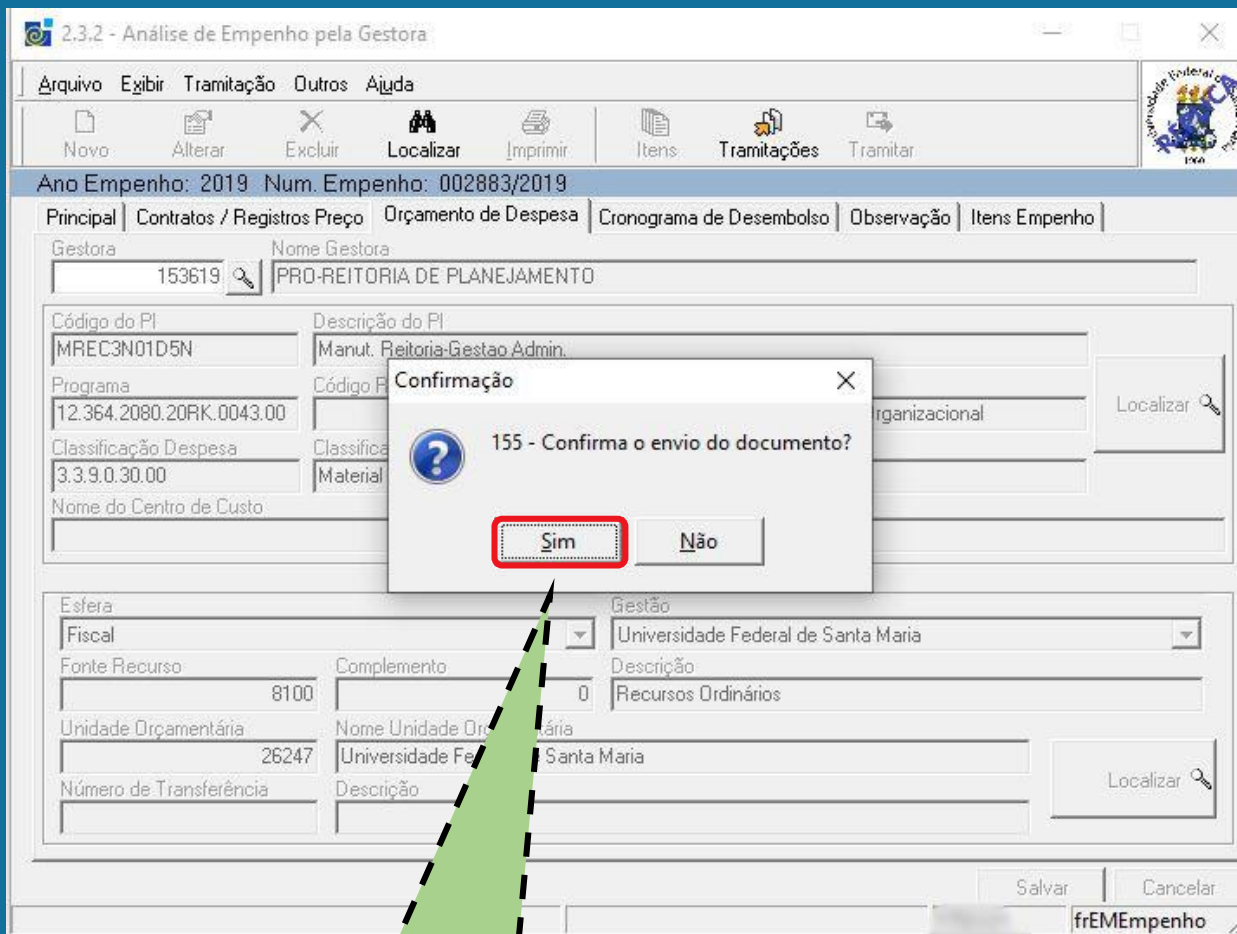 2.3.2 - Análise de Empenho pela Gestora
Arquivo Exibir Tramitação Outros Ajuda
Novo Alterar Excluir Localizar Imprimir Itens Tramitações Tramitar
1960
Ano Empenho: 2019 Num. Empenho: 002883/2019
Principal Contratos / Registros Preço Orçamento de Despesa Cronograma de Desembolso Observação Itens Empenho
Gestora Nome Gestora
153619 PRO-REITORIA DE PLANEJAMENTO
Código do PI Descrição do PI
MREC3N01D5N Manut. Reitoria-Gestao Admin.
Programa Código
12.364.2080.20RK.0043.00 Localizar
Classificação Despesa
3.3.9.0.30.00 Material
Nome do Centro de Custo
Confirmação
155 - Confirma o envio do documento?
Sim Não
Esfera Gestão
Fiscal Universidade Federal de Santa Maria
Fonte Recurso Complemento Descrição
8100 0 Recursos Ordinários
Unidade Orçamentária Nome Unidade
26247 Universidade Santa Maria
Número de Transferência Descrição
Localizar
Salvar Cancelar
frEMEmpenho